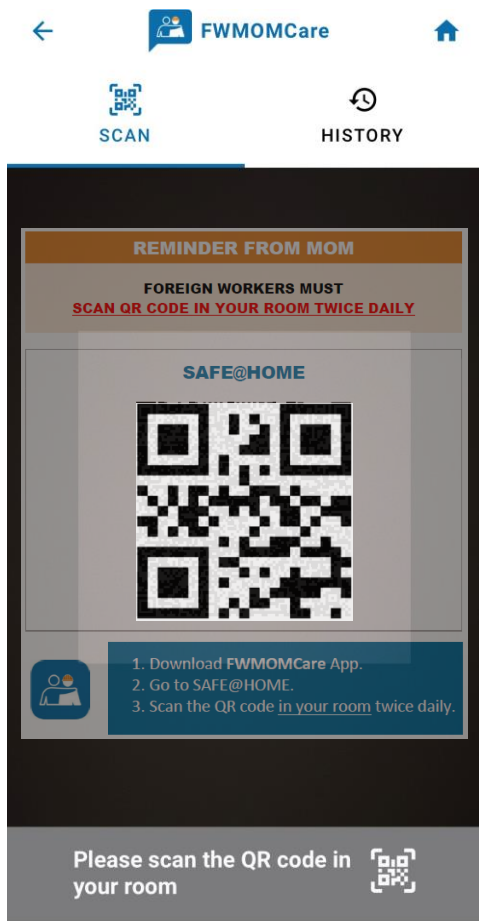 FWMOMCare
SCAN
HISTORY
REMINDER FROM MOM
FOREIGN WORKERS MUST
SCAN QR CODE IN YOUR ROOM TWICE DAILY
SAFE@HOME
1. Download FWMOMCare App.
2. Go to SAFE@HOME.
3. Scan the QR code in your room twice daily.
Please scan the QR code in
your room